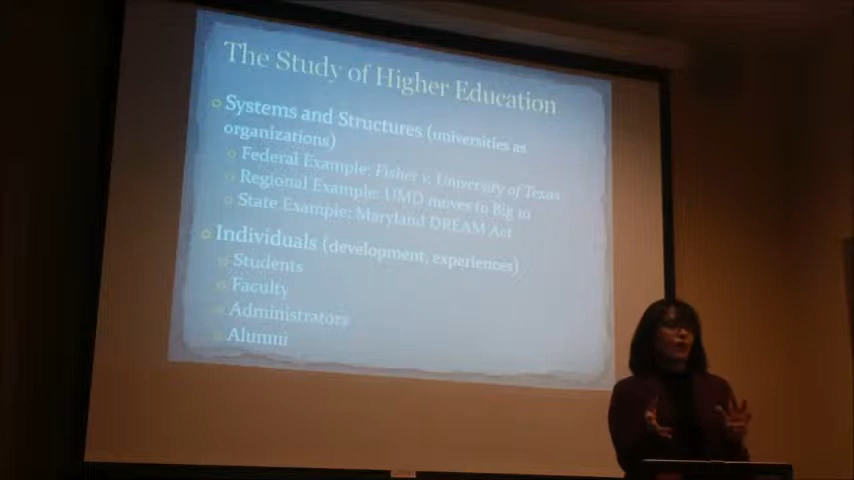 The Study of Higher Education
Systems and Structures (universities as
organizations)
Federal Example: Fisher v. University of Texas
Regional Example: UMD moves to Big 10
State Example: Maryland DREAM Act
Individuals (development, experiences)
Students
Faculty
Administrators
Alumni